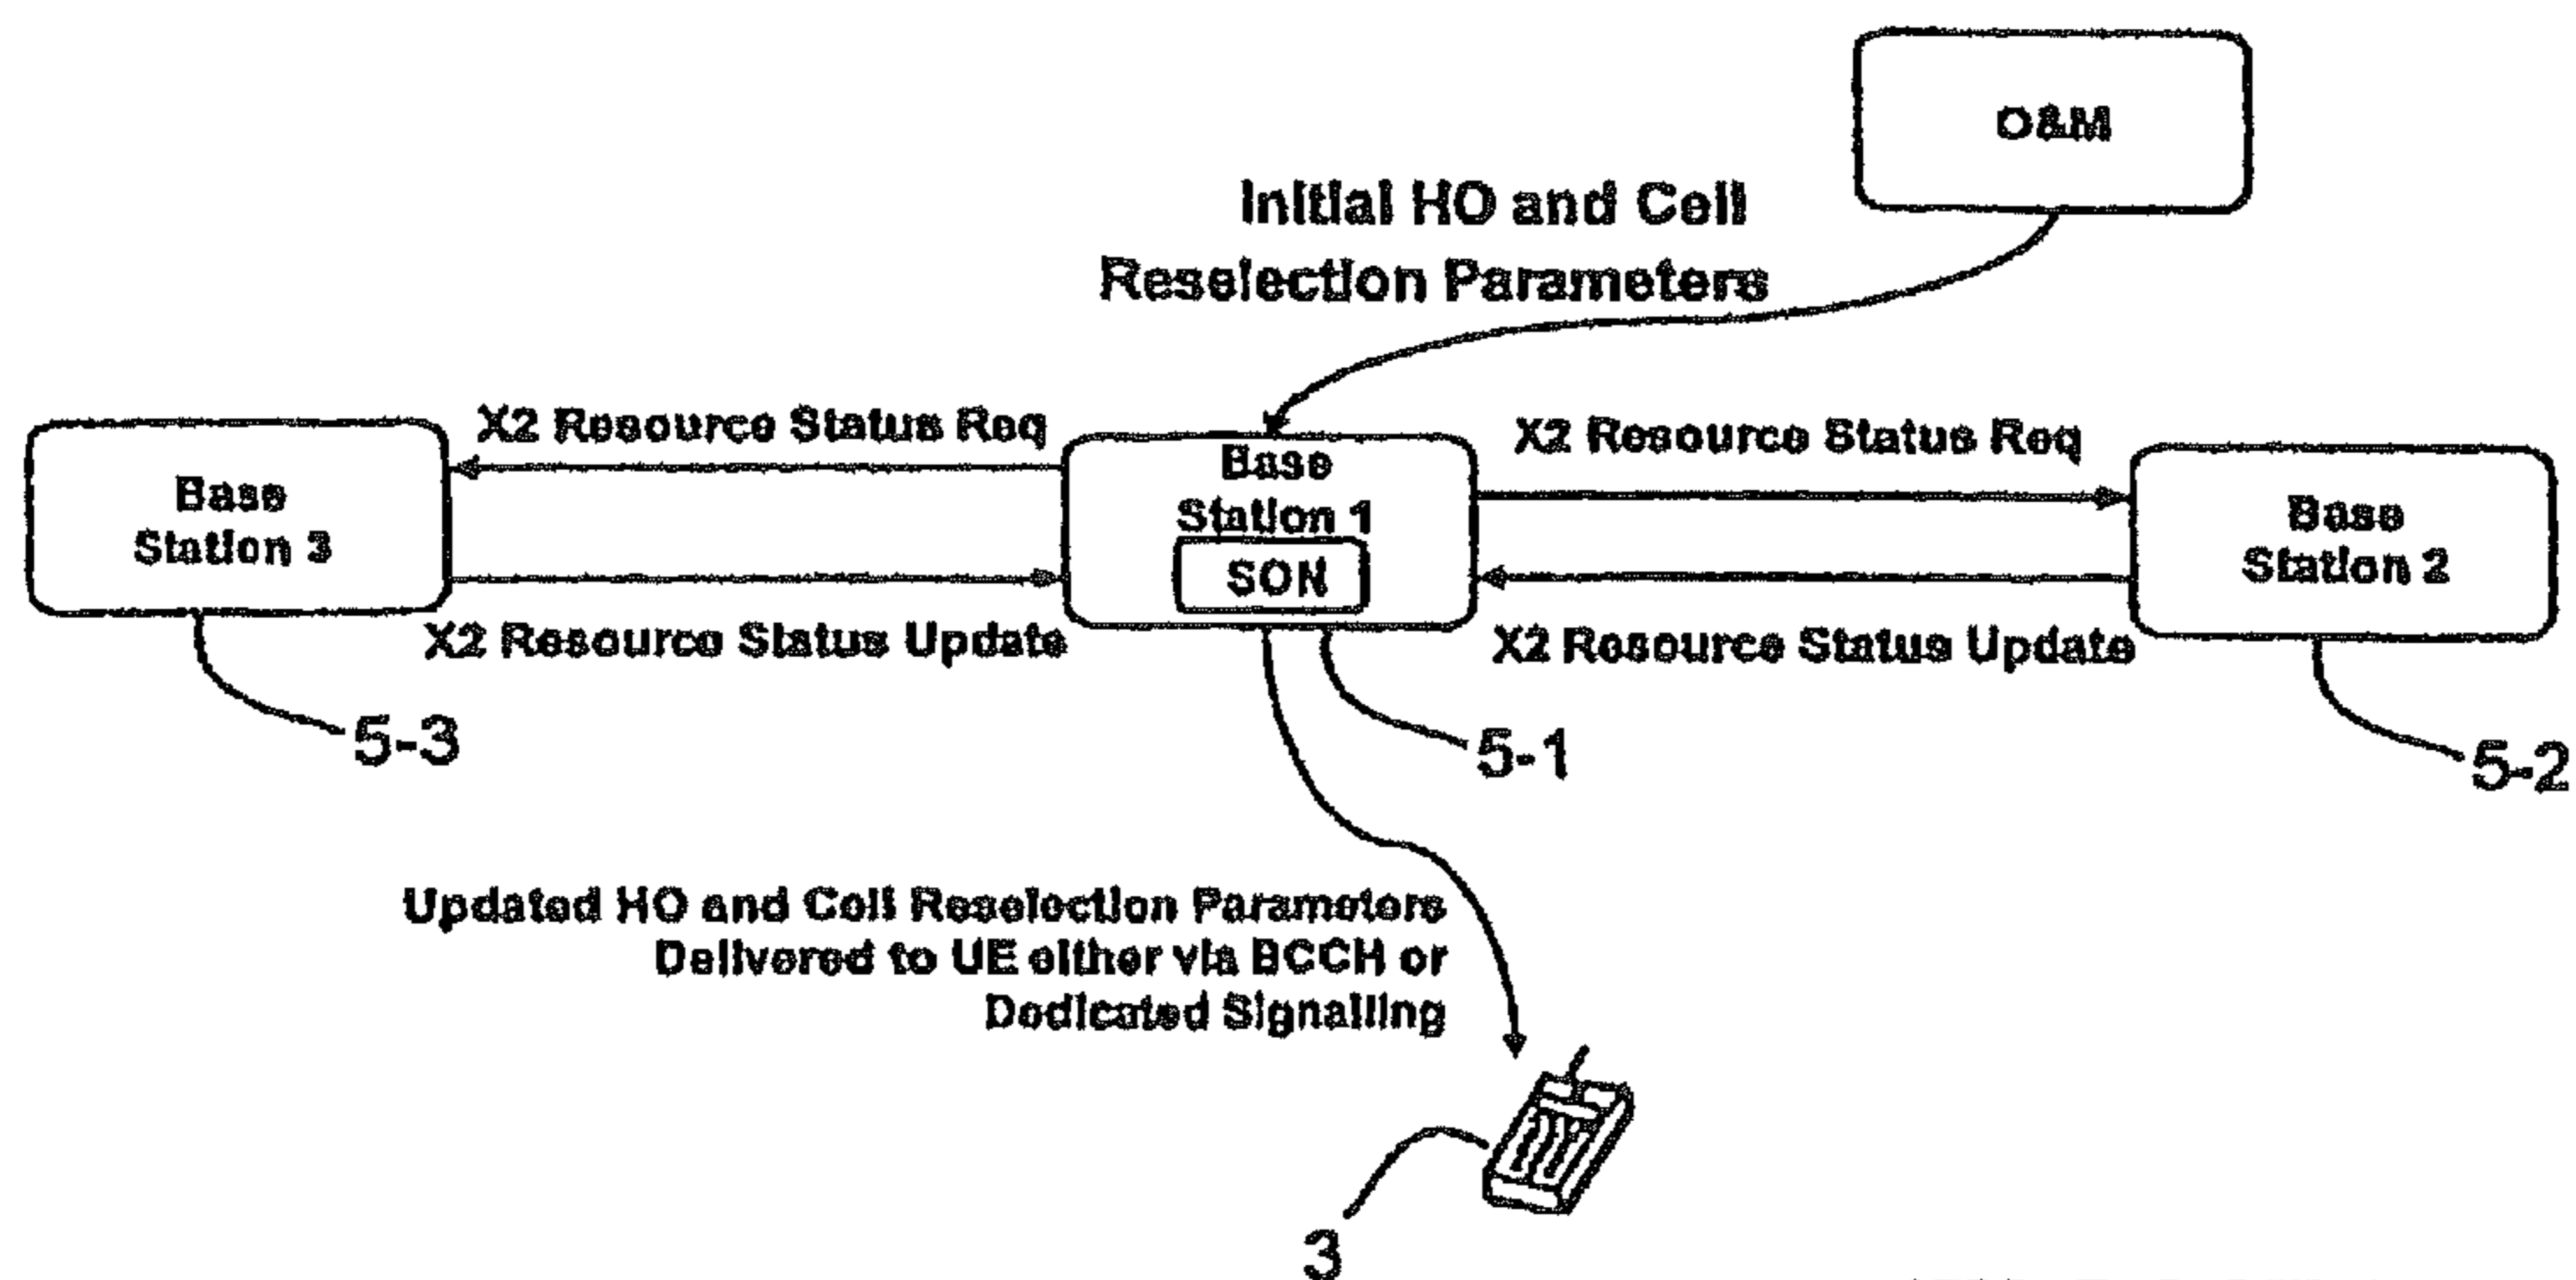 O&M
Initial HO and Cell
Reselection Parameters
X2 Resource Status Req
X2 Resource Status Req
Base
Station 3
Base
Station 1
SON
Base
Station 2
X2 Resource Status Update
X2 Resource Status Update
5-3
5-1
5-2
Updated HO and Cell Reselection Parameters
Delivered to UE either via BCCH or
Dedicated Signalling
3